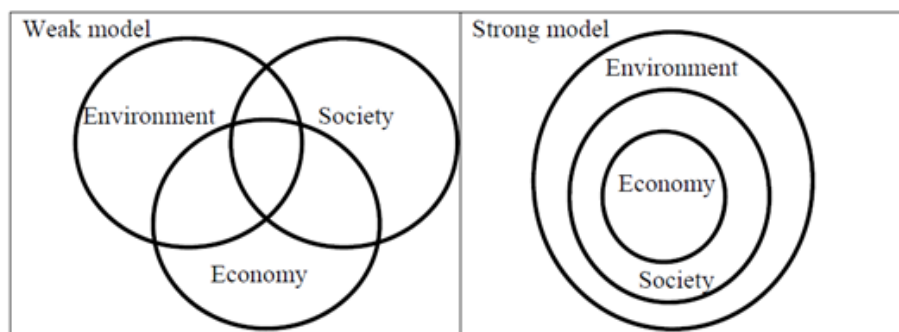 Weak model
Environment
Society
Economy
Strong model
Environment
Economy
Society